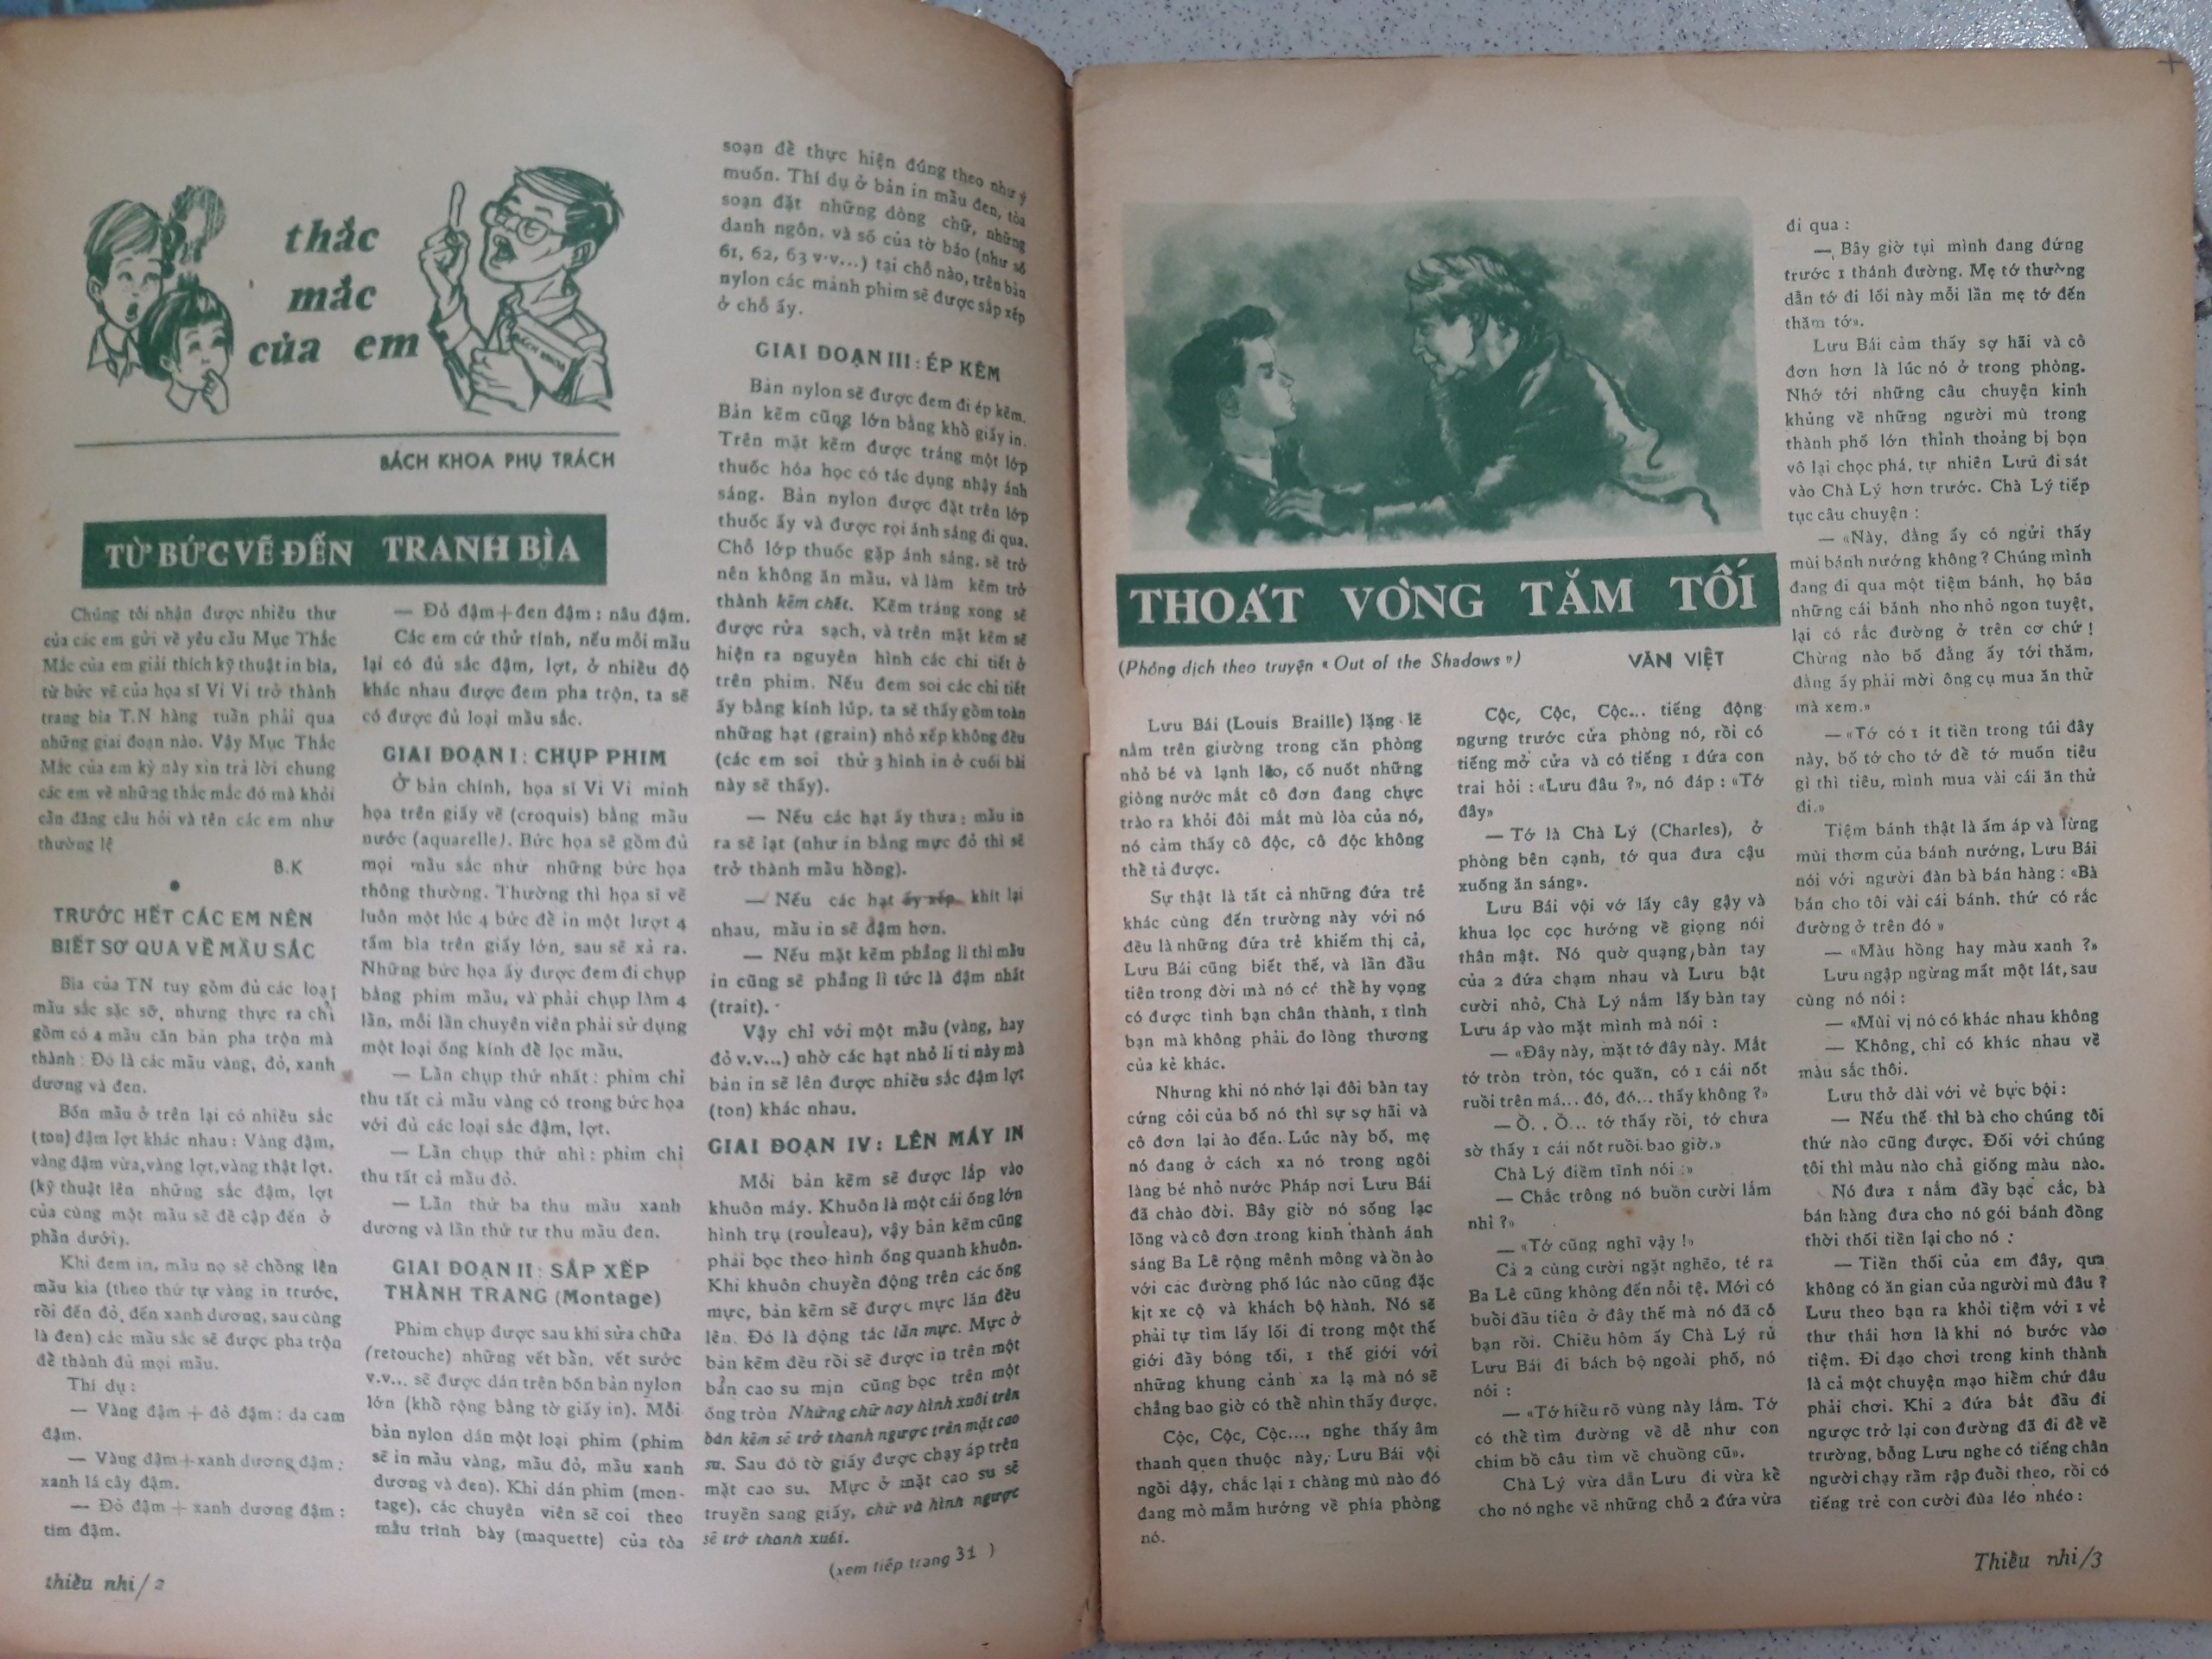 thắc
mắc
của em
BÁCH KHOA
BÁCH KHOA PHỤ TRÁCH
TỪ BỨC VẼ ĐẾN TRANH BÌA
Chúng tôi nhận được nhiều thư
của các em gửi về yêu cầu Mục Thắc
Mắc của em giải thích kỹ thuật in bìa,
từ bức vẽ của họa sĩ Vi Vi trở thành
trang bìa T.N hàng tuần phải qua
những giai đoạn nào. Vậy Mục Thắc
Mắc của em kỳ này xin trả lời chung
các em về những thắc mắc đó mà khỏi
cần đăng câu hỏi và tên các em như
thường lệ
B.K
TRƯỚC HẾT CÁC EM NÊN
BIẾT SƠ QUA VỀ MẦU SẮC
Bìa của TN tuy gồm đủ các loại
mầu sắc sặc sỡ, nhưng thực ra chỉ
gồm có 4 mầu căn bản pha trộn mà
thành : Đó là các mầu vàng, đỏ, xanh
dương và đen.
Bốn mầu ở trên lại có nhiều sắc
(ton) đậm lợt khác nhau : Vàng đậm,
vàng đậm vừa,vàng lợt,vàng thật lợt.
(kỹ thuật lên những sắc đậm, lợt
của cùng một mầu sẽ đề cập đến ở
phần dưới).
Khi đem in, mầu nọ sẽ chồng lên
mầu kia (theo thứ tự vàng in trước,
rồi đến đỏ, đến xanh dương, sau cùng
là đen) các mầu sắc sẽ được pha trộn
để thành đủ mọi mầu.
Thí dụ :
— Vàng đậm + đỏ đậm : da cam
đậm.
— Vàng đậm+xanh dương đậm :
xanh lá cây đậm.
— Đỏ đậm + xanh dương đậm :
tím đậm.
— Đỏ đậm+đen đậm : nâu đậm.
Các em cứ thử tính, nếu mỗi mầu
lại có đủ sắc đậm, lợt, ở nhiều độ
khác nhau được đem pha trộn, ta sẽ
có được đủ loại mầu sắc.
GIAI ĐOẠN I : CHỤP PHIM
Ở bản chính, họa sĩ Vi Vi minh
họa trên giấy vẽ (croquis) bằng mầu
nước (aquarelle). Bức họa sẽ gồm đủ
mọi mầu sắc như những bức họa
thông thường. Thường thì họa sĩ vẽ
luôn một lúc 4 bức để in một lượt 4
tấm bìa trên giấy lớn, sau sẽ xả ra.
Những bức họa ấy được đem đi chụp
bằng phim mầu, và phải chụp làm 4
lần, mỗi lần chuyên viên phải sử dụng
một loại ống kính để lọc mầu.
— Lần chụp thứ nhất : phim chỉ
thu tất cả mầu vàng có trong bức họa
với đủ các loại sắc đậm, lợt.
— Lần chụp thứ nhì : phim chỉ
thu tất cả mầu đỏ.
— Lần thứ ba thu mầu xanh
dương và lần thứ tư thu mầu đen.
GIAI ĐOẠN II : SẮP XẾP
THÀNH TRANG (Montage)
Phim chụp được sau khi sửa chữa
(retouche) những vết bẩn, vết sước
v.v... sẽ được dán trên bốn bản nylon
lớn (khổ rộng bằng tờ giấy in). Mỗi
bản nylon dán một loại phim (phim
sẽ in mầu vàng, mầu đỏ, mầu xanh
dương và đen). Khi dán phim (mon-
tage), các chuyên viên sẽ coi theo
mẫu trình bày (maquette) của tòa
soạn để thực hiện đúng theo như ý
muốn. Thí dụ ở bản in mầu đen, tòa
soạn đặt những dòng chữ, những
danh ngôn, và số của tờ báo (như số
61, 62, 63 v.v...) tại chỗ nào, trên bản
nylon các mảnh phim sẽ được sắp xếp
ở chỗ ấy.
GIAI ĐOẠN III : ÉP KẼM
Bản nylon sẽ được đem đi ép kẽm.
Bản kẽm cũng lớn bằng khổ giấy in.
Trên mặt kẽm được tráng một lớp
thuốc hóa học có tác dụng nhậy ánh
sáng. Bản nylon được đặt trên lớp
thuốc ấy và được rọi ánh sáng đi qua.
Chỗ lớp thuốc gặp ánh sáng, sẽ trở
nên không ăn mầu, và làm kẽm trở
thành kẽm chết. Kẽm tráng xong sẽ
được rửa sạch, và trên mặt kẽm sẽ
hiện ra nguyên hình các chi tiết ở
trên phim. Nếu đem soi các chi tiết
ấy bằng kính lúp, ta sẽ thấy gồm toàn
những hạt (grain) nhỏ xếp không đều
(các em soi thử 3 hình in ở cuối bài
này sẽ thấy).
— Nếu các hạt ấy thưa : mầu in
ra sẽ lạt (như in bằng mực đỏ thì sẽ
trở thành mầu hồng).
— Nếu các hạt ấy xếp khít lại
nhau, mầu in sẽ đậm hơn.
— Nếu mặt kẽm phẳng lì thì mầu
in cũng sẽ phẳng lì tức là đậm nhất
(trait).
Vậy chỉ với một mầu (vàng, hay
đỏ v.v...) nhờ các hạt nhỏ li ti này mà
bản in sẽ lên được nhiều sắc đậm lợt
(ton) khác nhau.
GIAI ĐOẠN IV : LÊN MÁY IN
Mỗi bản kẽm sẽ được lắp vào
khuôn máy. Khuôn là một cái ống lớn
hình trụ (rouleau), vậy bản kẽm cũng
phải bọc theo hình ống quanh khuôn.
Khi khuôn chuyển động trên các ống
mực, bản kẽm sẽ được mực lăn đều
lên. Đó là động tác lăn mực. Mực ở
bản kẽm đều rồi sẽ được in trên một
bản cao su mịn cũng bọc trên một
ống tròn Những chữ hay hình xuôi trên
bản kẽm sẽ trở thành ngược trên mặt cao
su. Sau đó tờ giấy được chạy áp trên
mặt cao su. Mực ở mặt cao su sẽ
truyền sang giấy, chữ và hình ngược
sẽ trở thành xuôi.
(xem tiếp trang 31 )
thiếu nhi/ 2
THOÁT VÒNG TĂM TỐI
(Phỏng dịch theo truyện « Out of the Shadows ») VĂN VIỆT
Lưu Bái (Louis Braille) lặng lẽ
nằm trên giường trong căn phòng
nhỏ bé và lạnh lẽo, cố nuốt những
giòng nước mắt cô đơn đang chực
trào ra khỏi đôi mắt mù lòa của nó,
nó cảm thấy cô độc, cô độc không
thể tả được.
Sự thật là tất cả những đứa trẻ
khác cùng đến trường này với nó
đều là những đứa trẻ khiếm thị cả,
Lưu Bái cũng biết thế, và lần đầu
tiên trong đời mà nó có thể hy vọng
có được tình bạn chân thành, 1 tình
bạn mà không phải do lòng thương
của kẻ khác.
Nhưng khi nó nhớ lại đôi bàn tay
cứng cỏi của bố nó thì sự sợ hãi và
cô đơn lại ào đến. Lúc này bố, mẹ
nó đang ở cách xa nó trong ngôi
làng bé nhỏ nước Pháp nơi Lưu Bái
đã chào đời. Bây giờ nó sống lạc
lõng và cô đơn trong kinh thành ánh
sáng Ba Lê rộng mênh mông và ồn ào
với các đường phố lúc nào cũng đặc
kịt xe cộ và khách bộ hành. Nó sẽ
phải tự tìm lấy lối đi trong một thế
giới đầy bóng tối, 1 thế giới với
những khung cảnh xa lạ mà nó sẽ
chẳng bao giờ có thể nhìn thấy được.
Cộc, Cộc, Cộc..., nghe thấy âm
thanh quen thuộc này, Lưu Bái vội
ngồi dậy, chắc lại 1 chàng mù nào đó
đang mò mẫm hướng về phía phòng
nó.
Cộc, Cộc, Cộc... tiếng động
ngưng trước cửa phòng nó, rồi có
tiếng mở cửa và có tiếng 1 đứa con
trai hỏi : «Lưu đâu ?», nó đáp : «Tớ
đây»
— Tớ là Chà Lý (Charles), ở
phòng bên cạnh, tớ qua đưa cậu
xuống ăn sáng».
Lưu Bái vội vớ lấy cây gậy và
khua lọc cọc hướng về giọng nói
thân mật. Nó quờ quạng, bàn tay
của 2 đứa chạm nhau và Lưu bật
cười nhỏ, Chà Lý nắm lấy bàn tay
Lưu áp vào mặt mình mà nói :
— «Đây này, mặt tớ đây này. Mắt
tớ tròn tròn, tóc quăn, có 1 cái nốt
ruồi trên má... đó, đó... thấy không ?»
— Ồ. . Ồ... tớ thấy rồi, tớ chưa
sờ thấy 1 cái nốt ruồi bao giờ.»
Chà Lý điềm tĩnh nói :»
— Chắc trông nó buồn cười lắm
nhỉ ?»
— «Tớ cũng nghĩ vậy !»
Cả 2 cùng cười ngặt nghẽo, té ra
Ba Lê cũng không đến nỗi tệ. Mới có
buổi đầu tiên ở đây thế mà nó đã có
bạn rồi. Chiều hôm ấy Chà Lý rủ
Lưu Bái đi bách bộ ngoài phố, nó
nói :
— «Tớ hiểu rõ vùng này lắm. Tớ
có thể tìm đường về dễ như con
chim bồ câu tìm về chuồng cũ».
Chà Lý vừa dẫn Lưu đi vừa kể
cho nó nghe về những chỗ 2 đứa vừa
đi qua :
— Bây giờ tụi mình đang đứng
trước 1 thánh đường. Mẹ tớ thường
dẫn tớ đi lối này mỗi lần mẹ tớ đến
thăm tớ».
Lưu Bái cảm thấy sợ hãi và cô
đơn hơn là lúc nó ở trong phòng.
Nhớ tới những câu chuyện kinh
khủng về những người mù trong
thành phố lớn thỉnh thoảng bị bọn
vô lại chọc phá, tự nhiên Lưu đi sát
vào Chà Lý hơn trước. Chà Lý tiếp
tục câu chuyện :
— «Này, đằng ấy có ngửi thấy
mùi bánh nướng không ? Chúng mình
đang đi qua một tiệm bánh, họ bán
những cái bánh nho nhỏ ngon tuyệt,
lại có rắc đường ở trên cơ chứ !
Chừng nào bố đằng ấy tới thăm,
đằng ấy phải mời ông cụ mua ăn thử
mà xem.»
— «Tớ có 1 ít tiền trong túi đây
này, bố tớ cho tớ để tớ muốn tiêu
gì thì tiêu, mình mua vài cái ăn thử
đi.»
Tiệm bánh thật là ấm áp và lừng
mùi thơm của bánh nướng, Lưu Bái
nói với người đàn bà bán hàng : «Bà
bán cho tôi vài cái bánh. thứ có rắc
đường ở trên đó »
— «Màu hồng hay màu xanh ?»
Lưu ngập ngừng mất một lát, sau
cùng nó nói :
— «Mùi vị nó có khác nhau không
— Không, chỉ có khác nhau về
màu sắc thôi.
Lưu thở dài với vẻ bực bội :
— Nếu thế thì bà cho chúng tôi
thứ nào cũng được. Đối với chúng
tôi thì màu nào chả giống màu nào.
Nó đưa 1 nắm đầy bạc cắc, bà
bán hàng đưa cho nó gói bánh đồng
thời thối tiền lại cho nó :
— Tiền thối của em đây, qua
không có ăn gian của người mù đâu ?
Lưu theo bạn ra khỏi tiệm với 1 vẻ
thư thái hơn là khi nó bước vào
tiệm. Đi dạo chơi trong kinh thành
là cả một chuyện mạo hiểm chứ đâu
phải chơi. Khi 2 đứa bắt đầu đi
ngược trở lại con đường đã đi để về
trường, bỗng Lưu nghe có tiếng chân
người chạy rầm rập đuổi theo, rồi có
tiếng trẻ con cười đùa léo nhéo :
Thiếu nhi/3